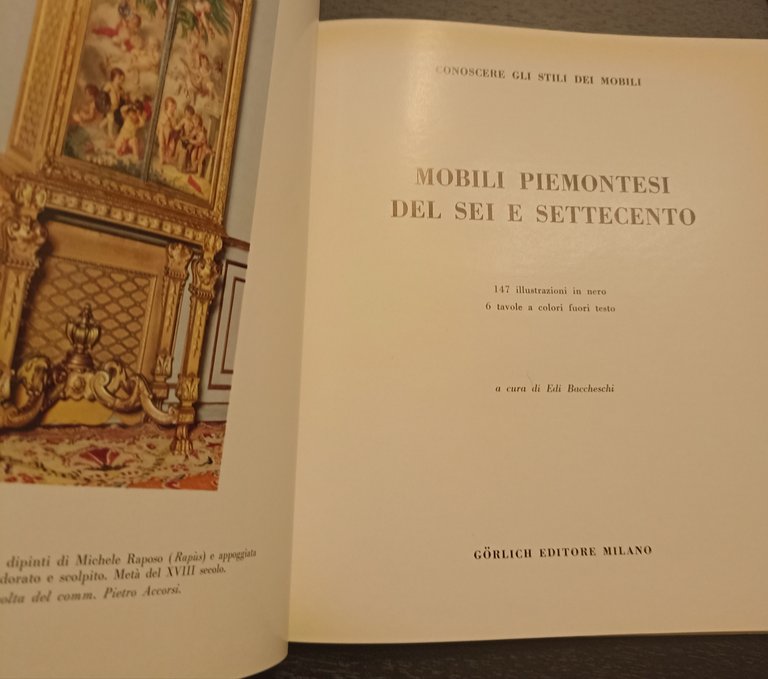 dipinti di Michele Raposo (Rapùs) e appoggiata
dorato e scolpito. Metà del XVIII secolo.
del comm. Pietro Accorsi.
CONOSCERE GLI STILI DEI MOBILI
MOBILI PIEMONTESI
DEL SEI E SETTECENTO
147 illustrazioni in nero
6 tavole a colori fuori testo
a cura di Edi Baccheschi
GÖRLICH EDITORE MILANO